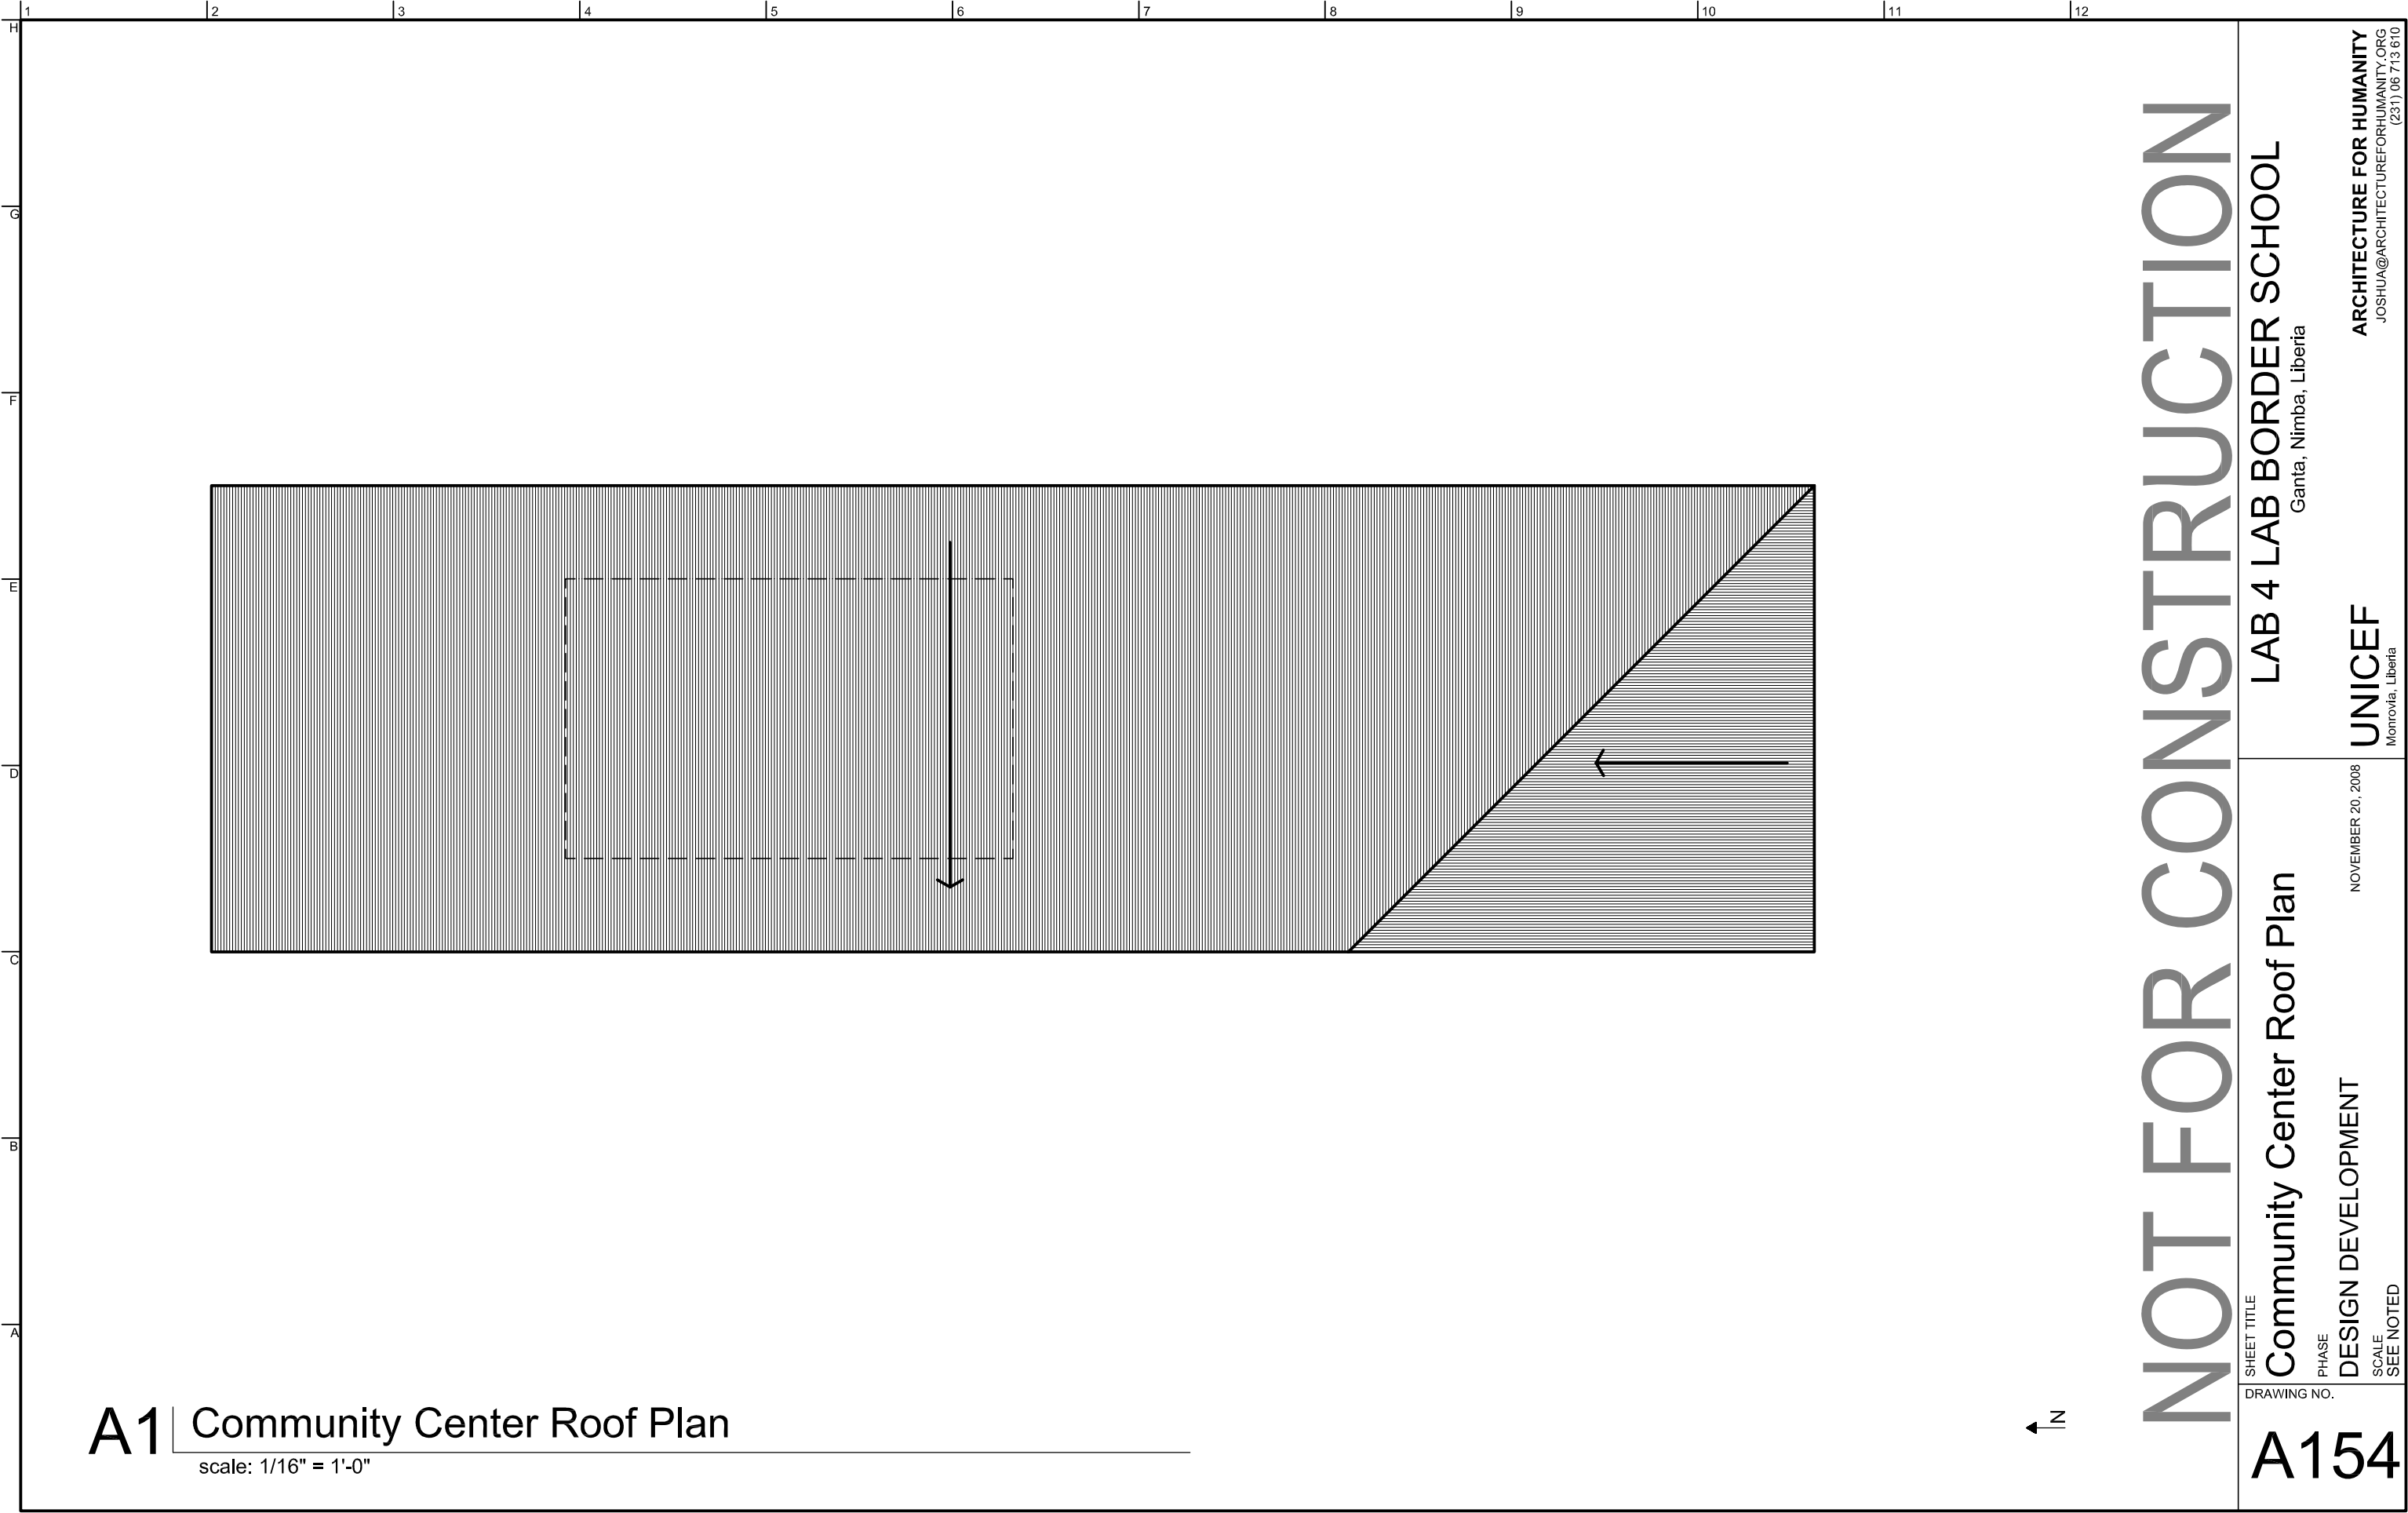 1 2 3 4 5 6 7 8 9 10 11 12
H
G
F
E
D
C
B
A
A1
Community Center Roof Plan
scale: 1/16" = 1'-0"
N
NOT FOR CONSTRUCTION
LAB 4 LAB BORDER SCHOOL
Ganta, Nimba, Liberia
ARCHITECTURE FOR HUMANITY
JOSHUA@ARCHITECTUREFORHUMANITY.ORG
(231) 06 713 610
UNICEF
Monrovia, Liberia
SHEET TITLE
Community Center Roof Plan
NOVEMBER 20, 2008
PHASE
DESIGN DEVELOPMENT
SCALE
SEE NOTED
DRAWING NO.
A154